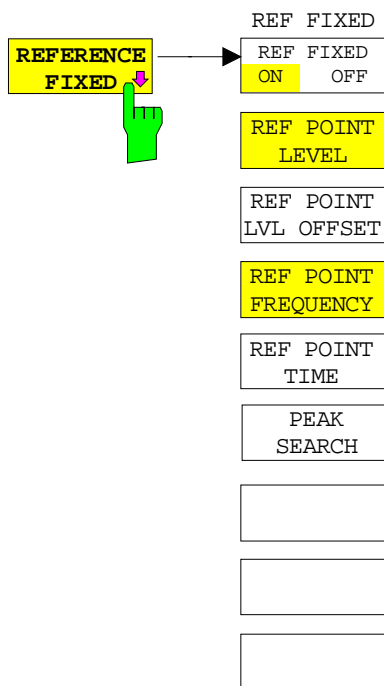 REF FIXED
REFERENCE
FIXED
REF FIXED
ON OFF
REF POINT
LEVEL
REF POINT
LVL OFFSET
REF POINT
FREQUENCY
REF POINT
TIME
PEAK
SEARCH